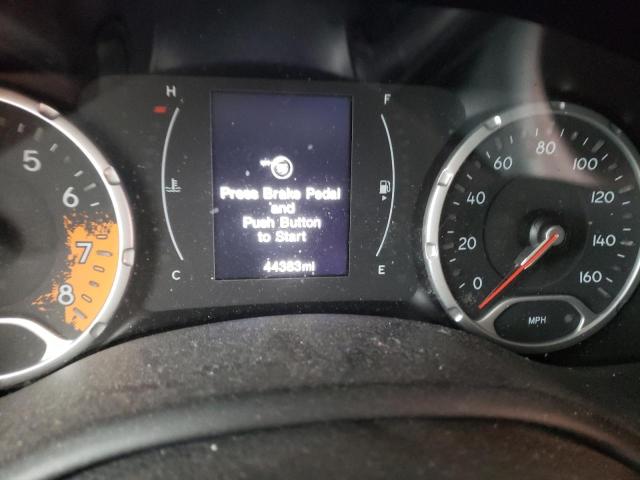 H
F
Press Brake Pedal
and
Push Button
to Start
44383mi
C
E
5
6
7
8
0
20
40
60
80
100
120
140
160
MPH